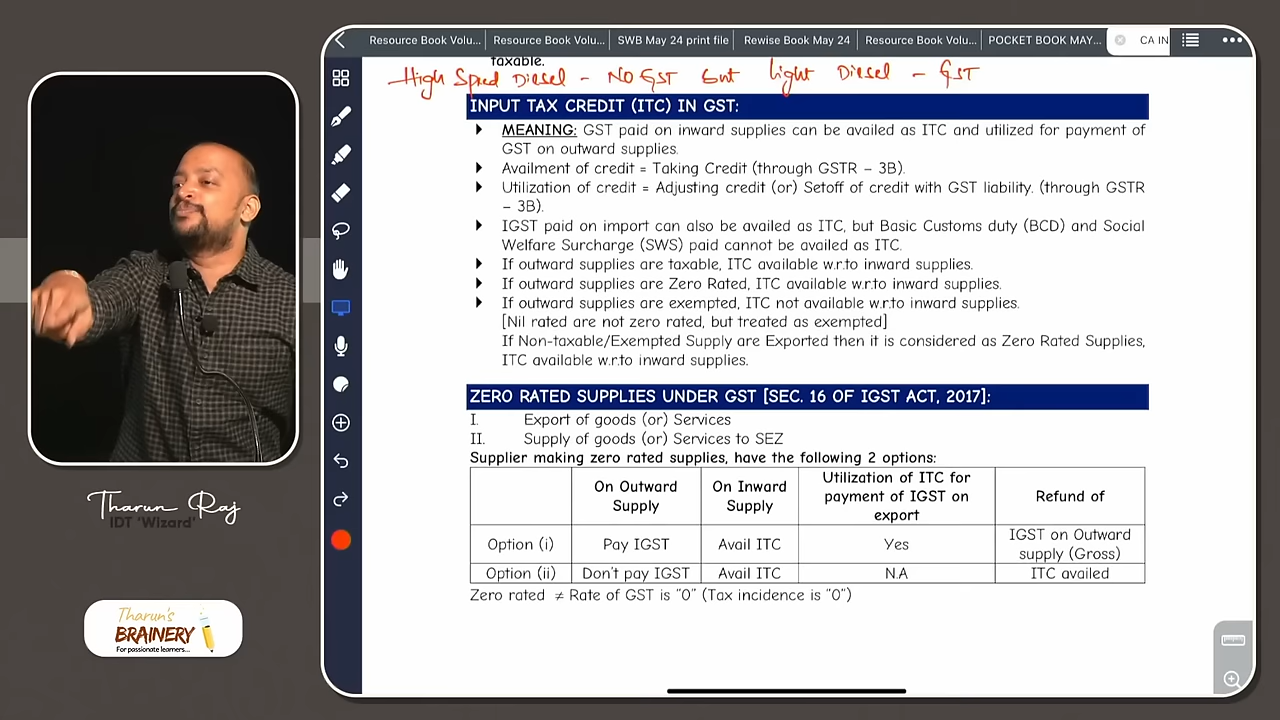 Resource Book Volu...
Resource Book Volu...
SWB May 24 print file
Rewise Book May 24
Resource Book Volu...
POCKET BOOK MAY...
CA IN
taxable.
High Speed Diesel - No GST but light Diesel - GST
INPUT TAX CREDIT (ITC) IN GST:
MEANING: GST paid on inward supplies can be availed as ITC and utilized for payment of
GST on outward supplies.
Availment of credit = Taking Credit (through GSTR – 3B).
Utilization of credit = Adjusting credit (or) Setoff of credit with GST liability. (through GSTR
– 3B).
IGST paid on import can also be availed as ITC, but Basic Customs duty (BCD) and Social
Welfare Surcharge (SWS) paid cannot be availed as ITC.
If outward supplies are taxable, ITC available w.r.to inward supplies.
If outward supplies are Zero Rated, ITC available w.r.to inward supplies.
If outward supplies are exempted, ITC not available w.r.to inward supplies.
[Nil rated are not zero rated, but treated as exempted]
If Non-taxable/Exempted Supply are Exported then it is considered as Zero Rated Supplies,
ITC available w.r.to inward supplies.
ZERO RATED SUPPLIES UNDER GST [SEC. 16 OF IGST ACT, 2017]:
I. Export of goods (or) Services
II. Supply of goods (or) Services to SEZ
Supplier making zero rated supplies, have the following 2 options:
On Outward
Supply
On Inward
Supply
Utilization of ITC for
payment of IGST on
export
Refund of
Option (i)
Pay IGST
Avail ITC
Yes
IGST on Outward
supply (Gross)
Option (ii)
Don't pay IGST
Avail ITC
N.A
ITC availed
Zero rated ≠ Rate of GST is "0" (Tax incidence is "0")
Tharun Raj
IDT 'Wizard'
Tharun's
BRAINERY
For passionate learners...